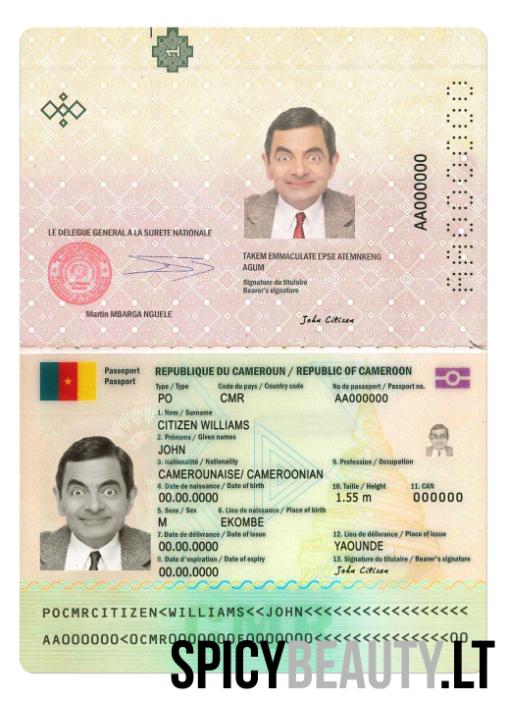 1
LE DELEGUE GENERAL A LA SURETE NATIONALE
Martin MBARGA NGUELE
AA000000
TAKEM EMMACULATE EPSE ATEMNKENG
AGUM
Signature du titulaire
Bearer's signature
John Citizen
Passeport
Passport
REPUBLIQUE DU CAMEROUN / REPUBLIC OF CAMEROON
Type / Type Code du pays / Country code No de passeport / Passport no.
PO CMR AA000000
1. Nom / Surname
CITIZEN WILLIAMS
2. Prénoms / Given names
JOHN
3. Nationalité / Nationality 9. Profession / Occupation
CAMEROUNAISE/ CAMEROONIAN
4. Date de naissance / Date of birth 10. Taille / Height 11. CAN
00.00.0000 1.55 m 000000
5. Sexe / Sex 6. Lieu de naissance / Place of birth
M EKOMBE
7. Date de délivrance / Date of issue 12. Lieu de délivrance / Place of issue
00.00.0000 YAOUNDE
8. Date d'expiration / Date of expiry 13. Signature du titulaire / Bearer's signature
00.00.0000 John Citizen
POCMRCITIZEN<WILLIAMS<<JOHN<<<<<<<<<<<<<<<<<
SPICYBEAUTY.LT